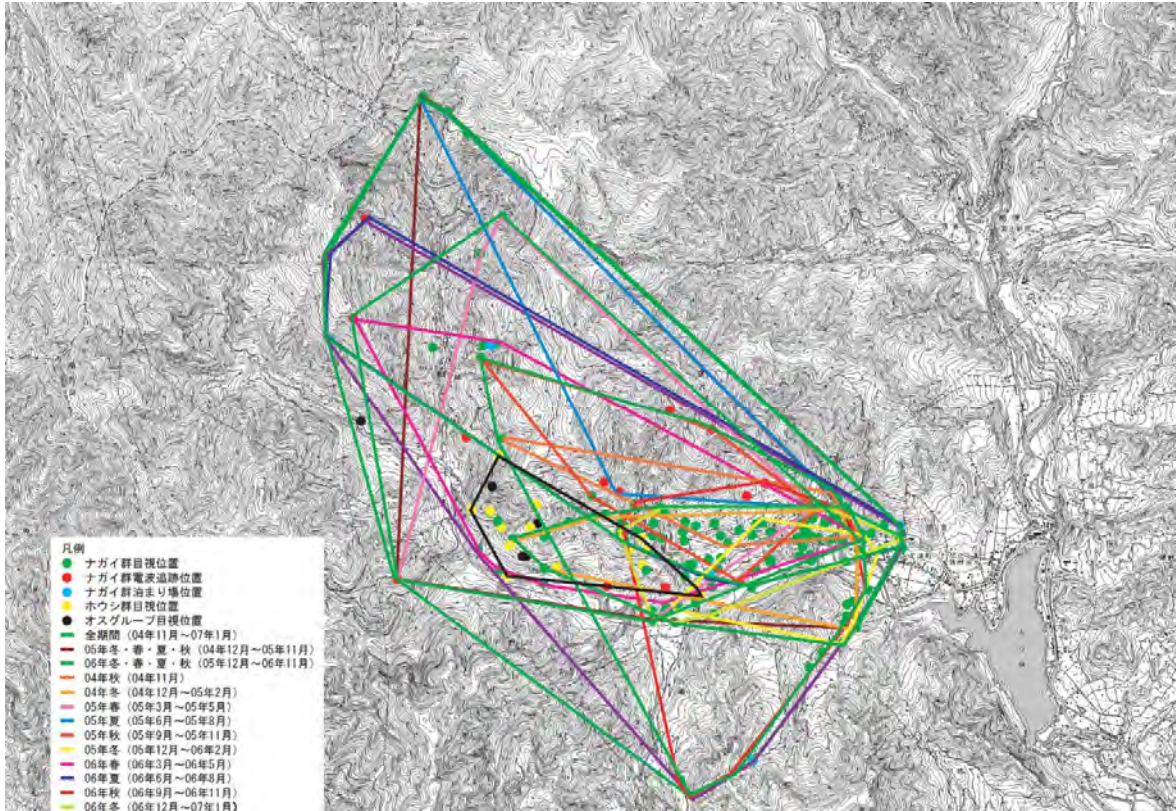 凡例
ナガイ群目視位置
ナガイ群電波追跡位置
ナガイ群泊まり場位置
ホウシ群目視位置
オスグループ目視位置
全期間（04年11月～07年1月）
05年冬・春・夏・秋（04年12月～05年11月）
06年冬・春・夏・秋（05年12月～06年11月）
04年秋（04年11月）
04年冬（04年12月～05年2月）
05年春（05年3月～05年5月）
05年夏（05年6月～05年8月）
05年秋（05年9月～05年11月）
05年冬（05年12月～06年2月）
06年春（06年3月～06年5月）
06年夏（06年6月～06年8月）
06年秋（06年9月～06年11月）
06年冬（06年12月～07年1月）